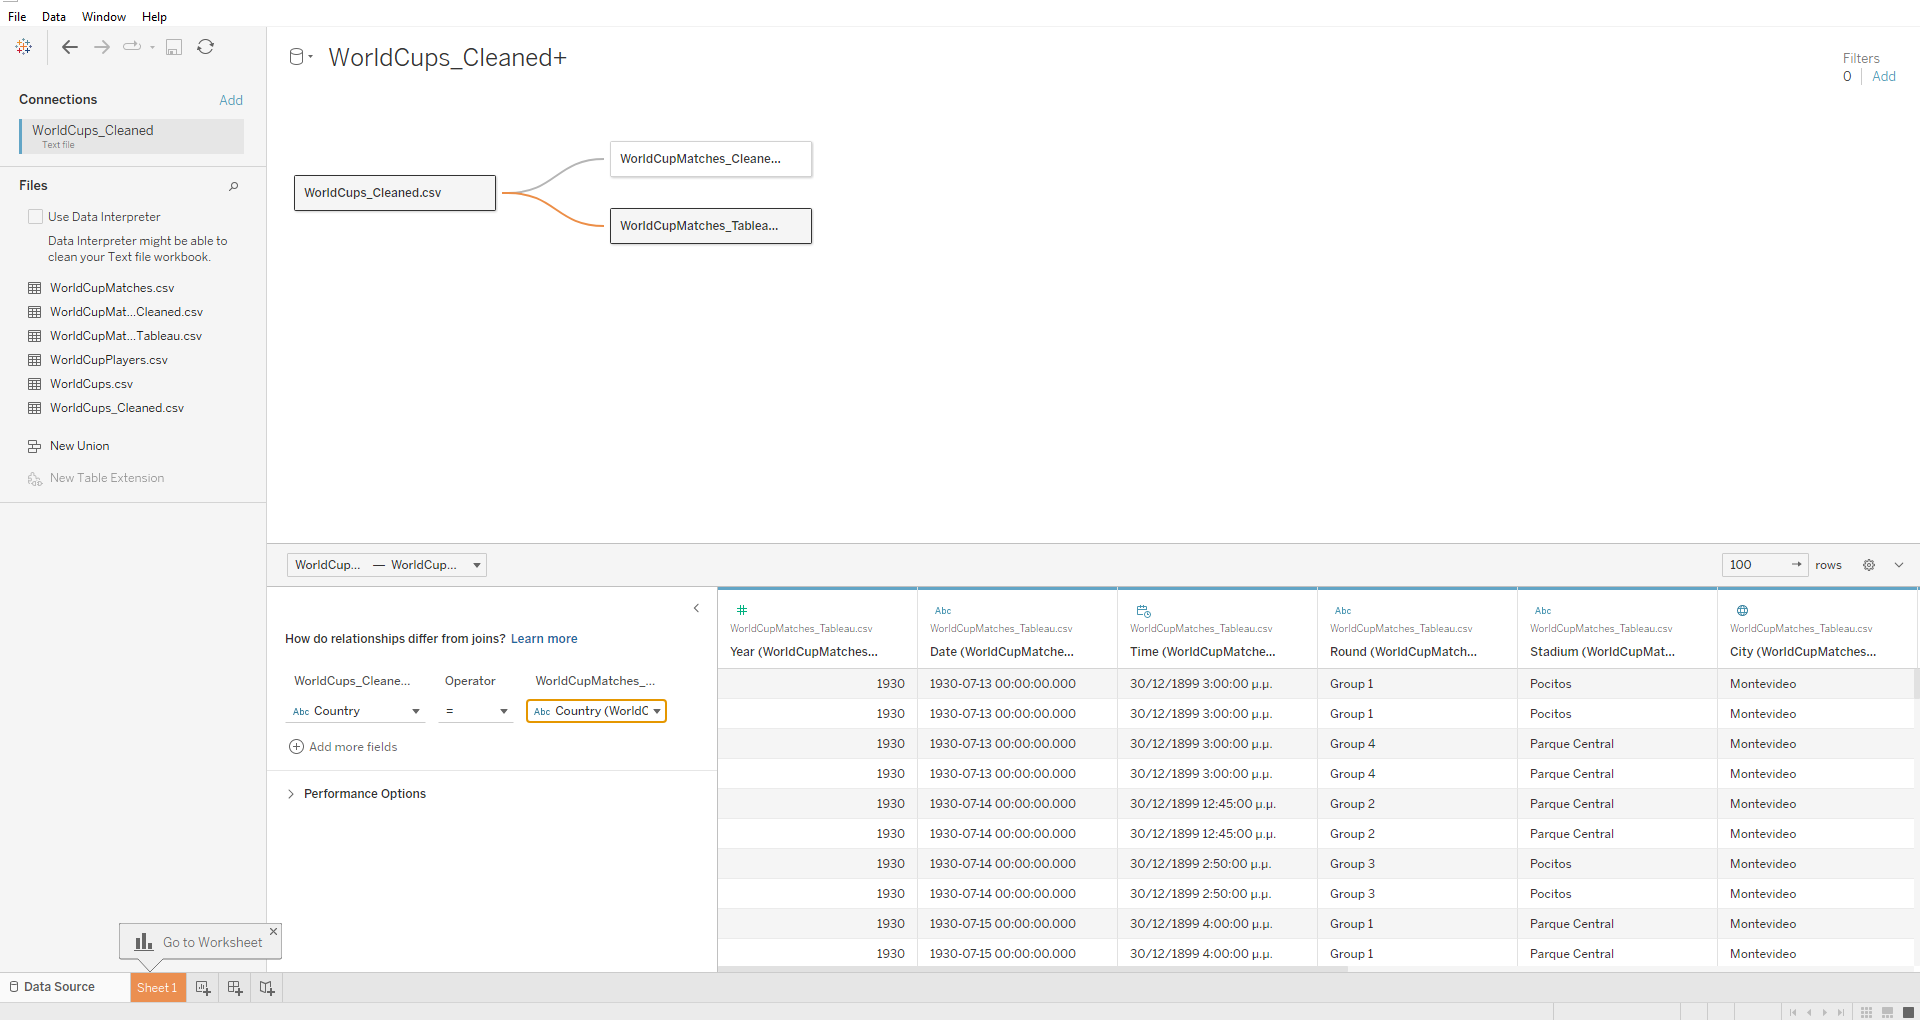 File Data Window Help
WorldCups_Cleaned+
Filters
0 Add
Connections Add
WorldCups_Cleaned
Text file
Files
Use Data Interpreter
Data Interpreter might be able to
clean your Text file workbook.
WorldCupMatches.csv
WorldCupMat...Cleaned.csv
WorldCupMat...Tableau.csv
WorldCupPlayers.csv
WorldCups.csv
WorldCups_Cleaned.csv
New Union
New Table Extension
WorldCups_Cleaned.csv
WorldCupMatches_Cleane...
WorldCupMatches_Tablea...
WorldCup... — WorldCup...
100 rows
How do relationships differ from joins? Learn more
WorldCups_Cleane... Operator WorldCupMatches_...
Abc Country = Abc Country (WorldC
Add more fields
Performance Options
Abc Abc Abc
WorldCupMatches_Tableau.csv WorldCupMatches_Tableau.csv WorldCupMatches_Tableau.csv WorldCupMatches_Tableau.csv WorldCupMatches_Tableau.csv WorldCupMatches_Tableau.csv
Year (WorldCupMatches... Date (WorldCupMatche... Time (WorldCupMatche... Round (WorldCupMatch... Stadium (WorldCupMat... City (WorldCupMatches...
1930 1930-07-13 00:00:00.000 30/12/1899 3:00:00 μ.μ. Group 1 Pocitos Montevideo
1930 1930-07-13 00:00:00.000 30/12/1899 3:00:00 μ.μ. Group 1 Pocitos Montevideo
1930 1930-07-13 00:00:00.000 30/12/1899 3:00:00 μ.μ. Group 4 Parque Central Montevideo
1930 1930-07-13 00:00:00.000 30/12/1899 3:00:00 μ.μ. Group 4 Parque Central Montevideo
1930 1930-07-14 00:00:00.000 30/12/1899 12:45:00 μ.μ. Group 2 Parque Central Montevideo
1930 1930-07-14 00:00:00.000 30/12/1899 12:45:00 μ.μ. Group 2 Parque Central Montevideo
1930 1930-07-14 00:00:00.000 30/12/1899 2:50:00 μ.μ. Group 3 Pocitos Montevideo
1930 1930-07-14 00:00:00.000 30/12/1899 2:50:00 μ.μ. Group 3 Pocitos Montevideo
1930 1930-07-15 00:00:00.000 30/12/1899 4:00:00 μ.μ. Group 1 Parque Central Montevideo
1930 1930-07-15 00:00:00.000 30/12/1899 4:00:00 μ.μ. Group 1 Parque Central Montevideo
Go to Worksheet
Data Source Sheet 1